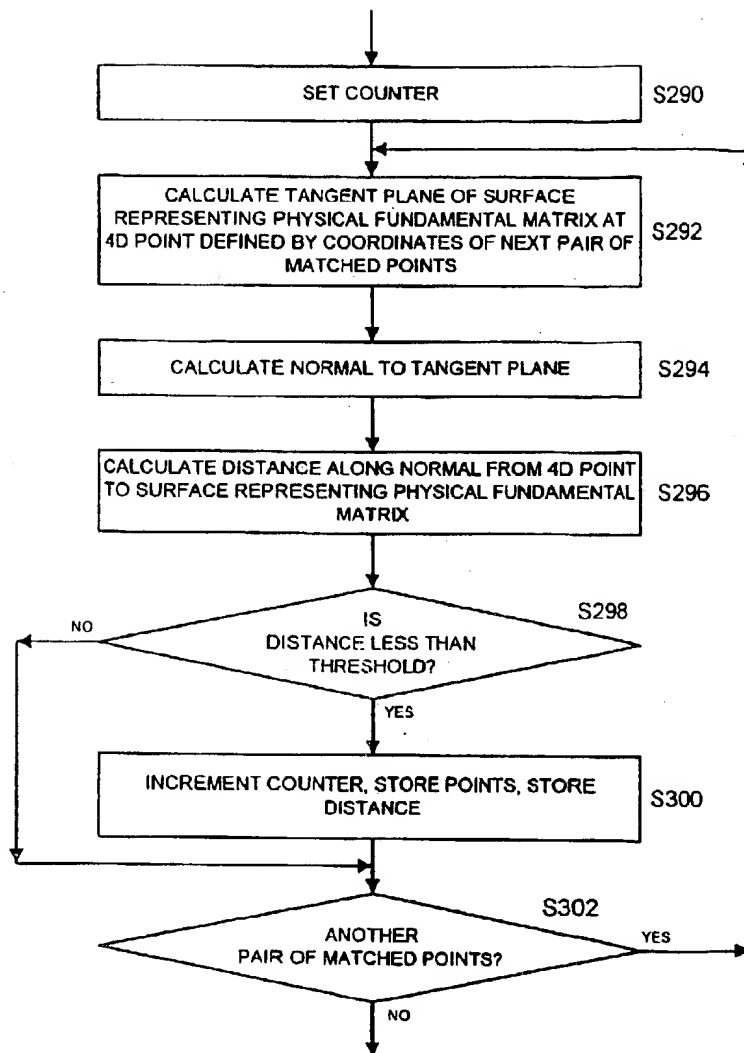 SET COUNTER
S290
CALCULATE TANGENT PLANE OF SURFACE
REPRESENTING PHYSICAL FUNDAMENTAL MATRIX AT
4D POINT DEFINED BY COORDINATES OF NEXT PAIR OF
MATCHED POINTS
S292
CALCULATE NORMAL TO TANGENT PLANE
S294
CALCULATE DISTANCE ALONG NORMAL FROM 4D POINT
TO SURFACE REPRESENTING PHYSICAL FUNDAMENTAL
MATRIX
S296
S298
NO
IS
DISTANCE LESS THAN
THRESHOLD?
YES
INCREMENT COUNTER, STORE POINTS, STORE
DISTANCE
S300
S302
ANOTHER
PAIR OF MATCHED POINTS?
YES
NO